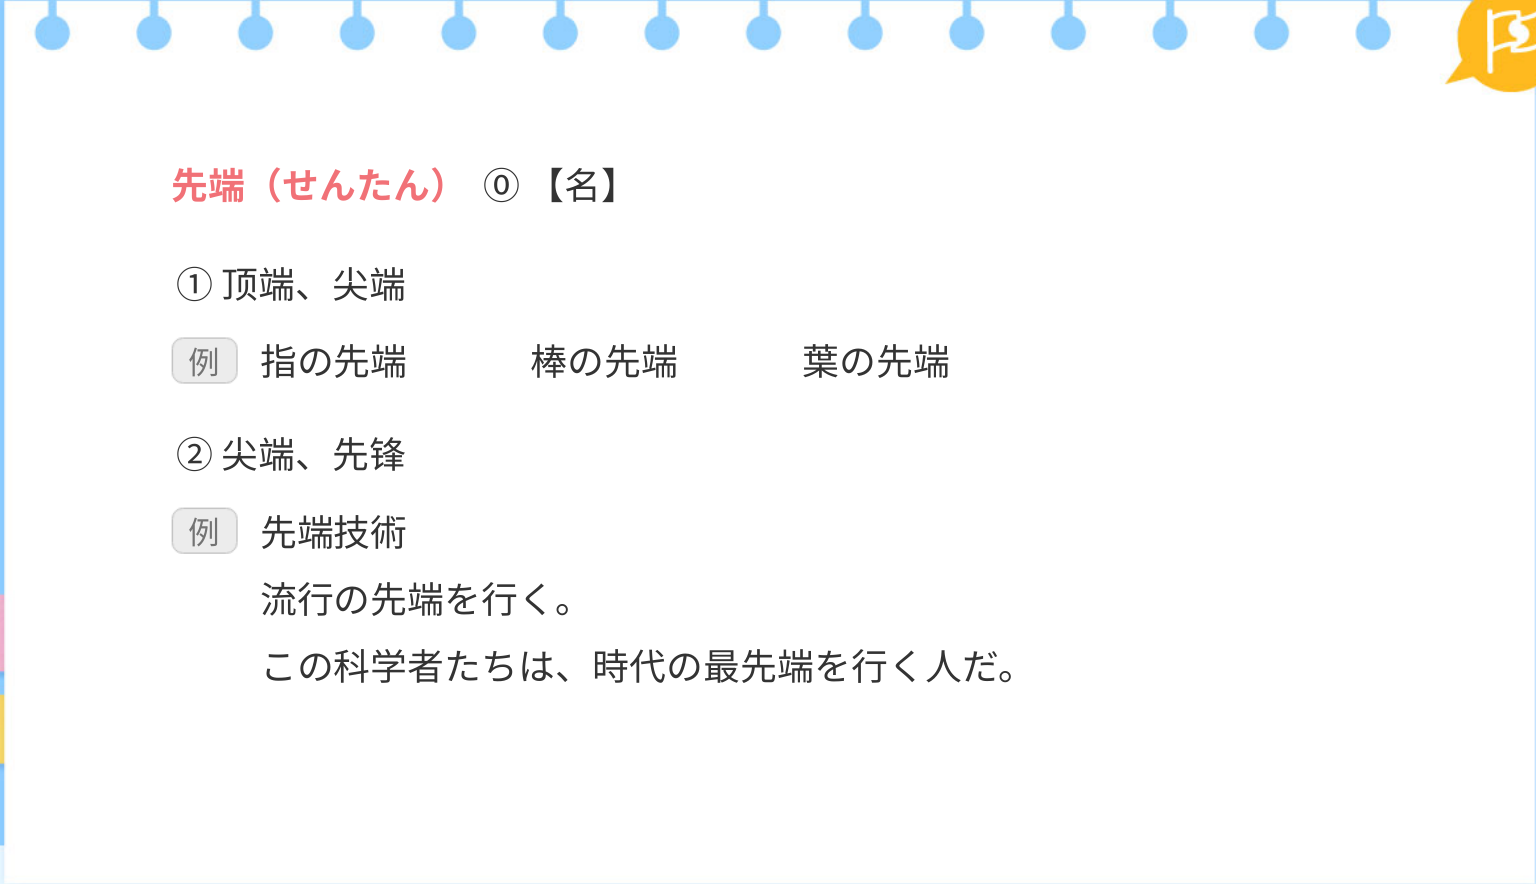 先端（せんたん） ⓪ 【名】
① 顶端、尖端
例 指の先端 棒の先端 葉の先端
② 尖端、先锋
例 先端技術
流行の先端を行く。
この科学者たちは、時代の最先端を行く人だ。